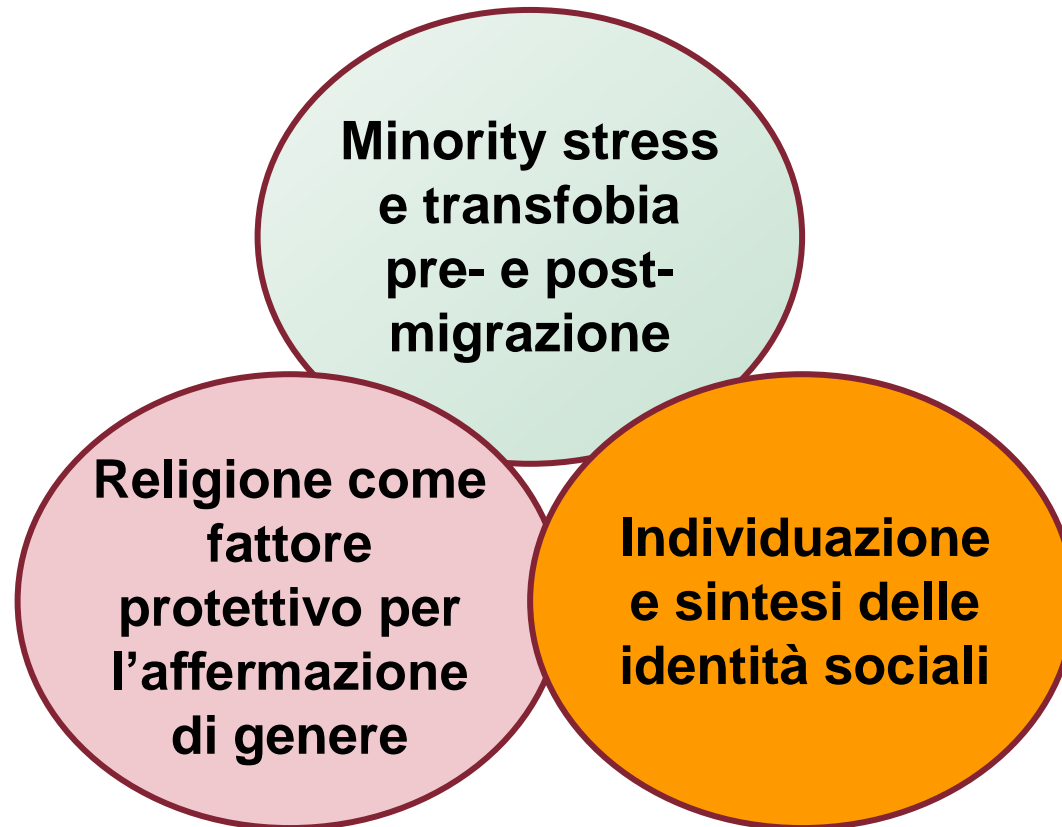 Minority stress
e transfobia
pre- e post-
migrazione
Religione come
fattore
protettivo per
l’affermazione
di genere
Individuazione
e sintesi delle
identità sociali